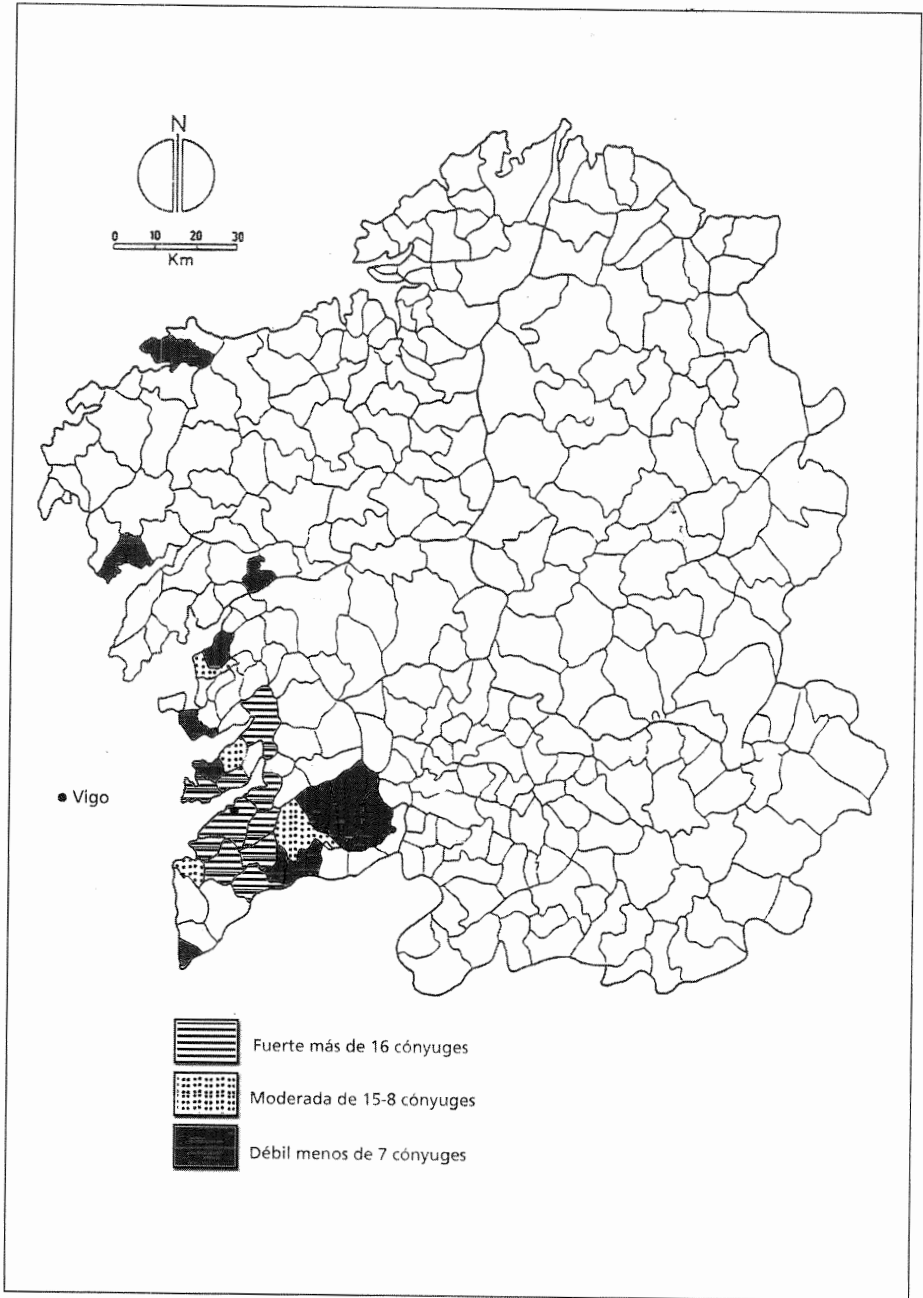 N
0 10 20 30
Km
Vigo
Fuerte más de 16 cónyuges
Moderada de 15-8 cónyuges
Débil menos de 7 cónyuges